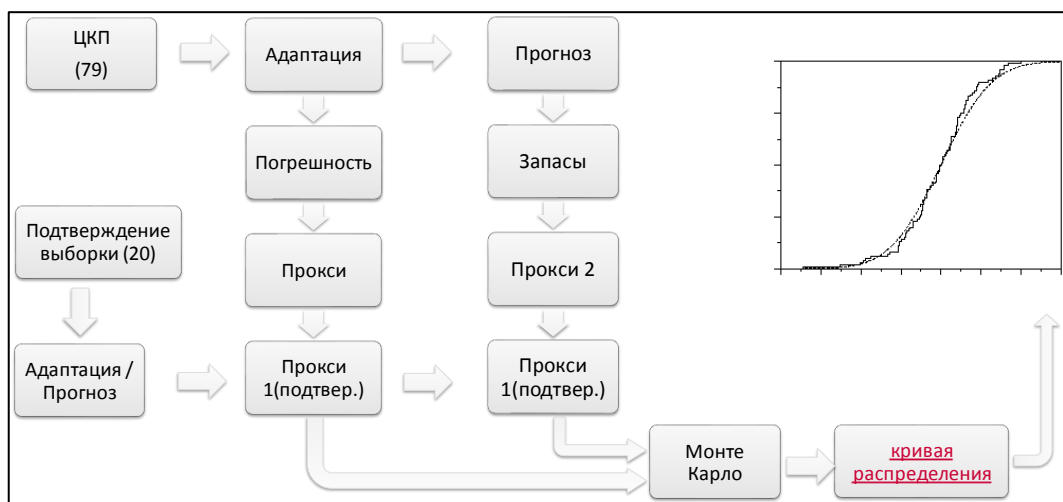 ЦКП
(79)
Адаптация
Прогноз
Погрешность
Запасы
Подтверждение
выборки (20)
Прокси
Прокси 2
Адаптация /
Прогноз
Прокси
1(подтвер.)
Прокси
1(подтвер.)
Монте
Карло
кривая
распределения